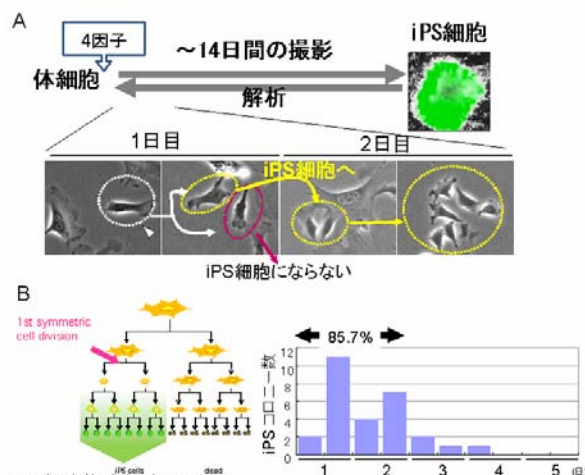 A
4因子
iPS細胞
～14日間の撮影
体細胞
解析
1日目
2日目
iPS細胞へ
iPS細胞にならない
B
1st symmetric
cell division
iPS cells
dead
85.7%
iPSコロニー数
12
10
8
6
4
2
0
1
2
3
4
5